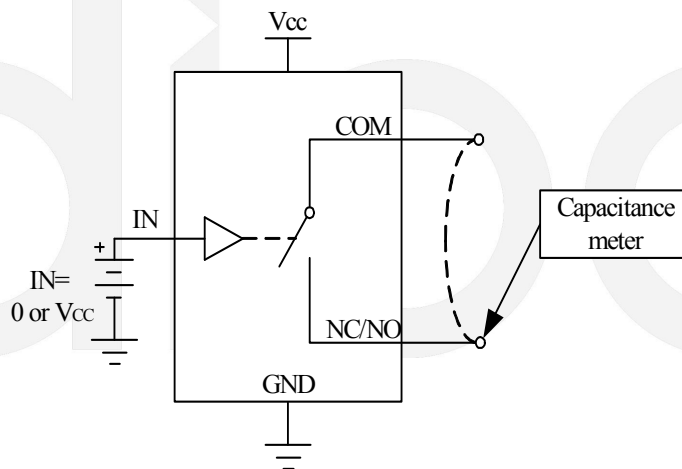 Vcc
COM
IN
+
Capacitance
meter
IN=
0 or VCC
NC/NO
GND